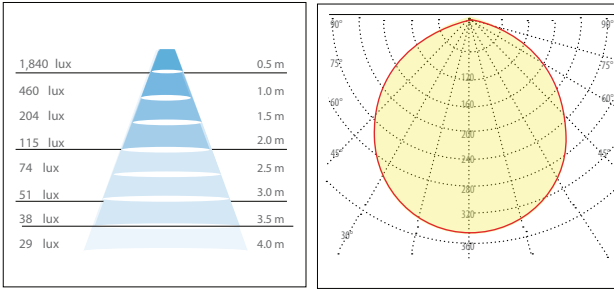 1,840 lux 0.5 m
460 lux 1.0 m
204 lux 1.5 m
115 lux 2.0 m
74 lux 2.5 m
51 lux 3.0 m
38 lux 3.5 m
29 lux 4.0 m
90° 90°
75° 75°
120
60° 160 60°
200
45° 240 45°
280
320
30° 360